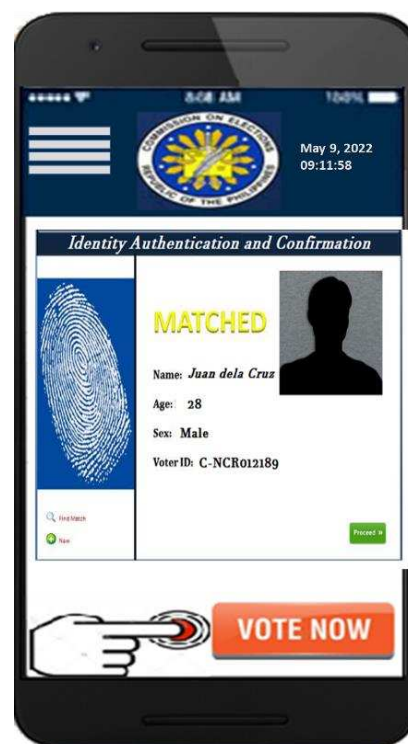 8:08 AM
100%
COMMISSION ON ELECTIONS
REPUBLIC OF THE PHILIPPINES
May 9, 2022
09:11:58
Identity Authentication and Confirmation
MATCHED
Name: Juan dela Cruz
Age: 28
Sex: Male
Voter ID: C-NCR012189
Find Match
New
Proceed »
VOTE NOW